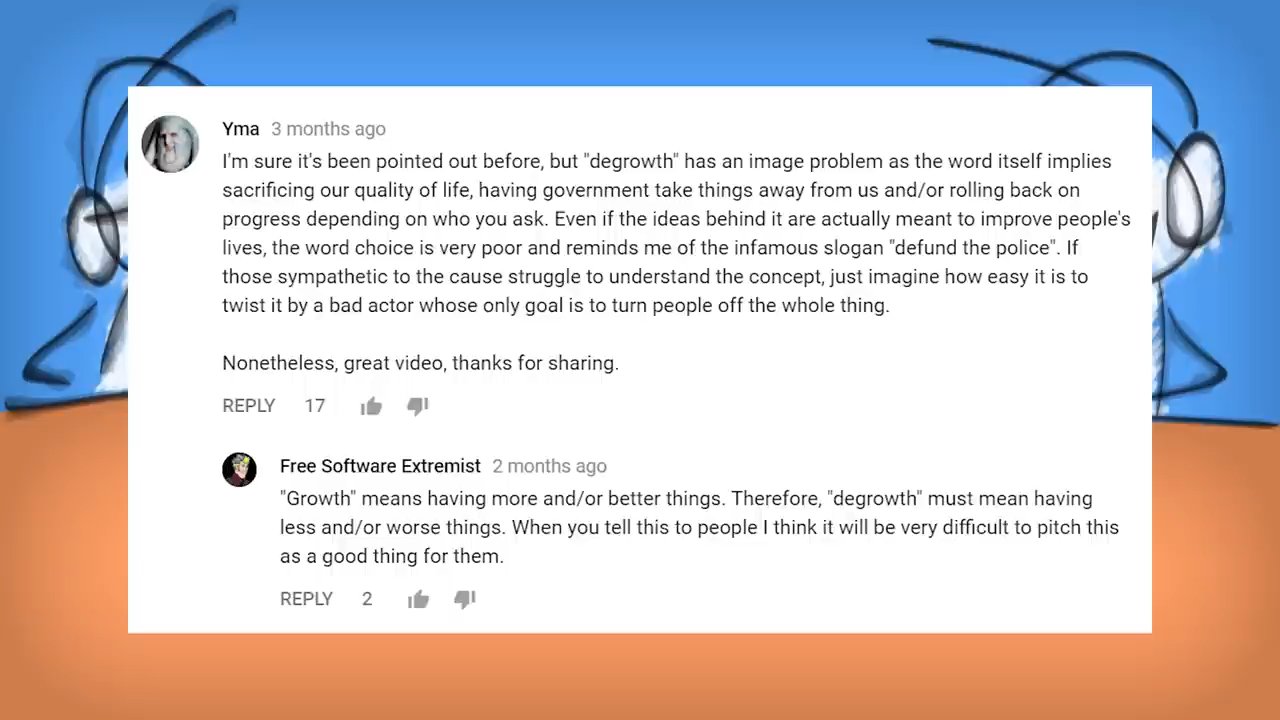 Yma 3 months ago
I'm sure it's been pointed out before, but "degrowth" has an image problem as the word itself implies
sacrificing our quality of life, having government take things away from us and/or rolling back on
progress depending on who you ask. Even if the ideas behind it are actually meant to improve people's
lives, the word choice is very poor and reminds me of the infamous slogan "defund the police". If
those sympathetic to the cause struggle to understand the concept, just imagine how easy it is to
twist it by a bad actor whose only goal is to turn people off the whole thing.
Nonetheless, great video, thanks for sharing.
REPLY 17
Free Software Extremist 2 months ago
"Growth" means having more and/or better things. Therefore, "degrowth" must mean having
less and/or worse things. When you tell this to people I think it will be very difficult to pitch this
as a good thing for them.
REPLY 2